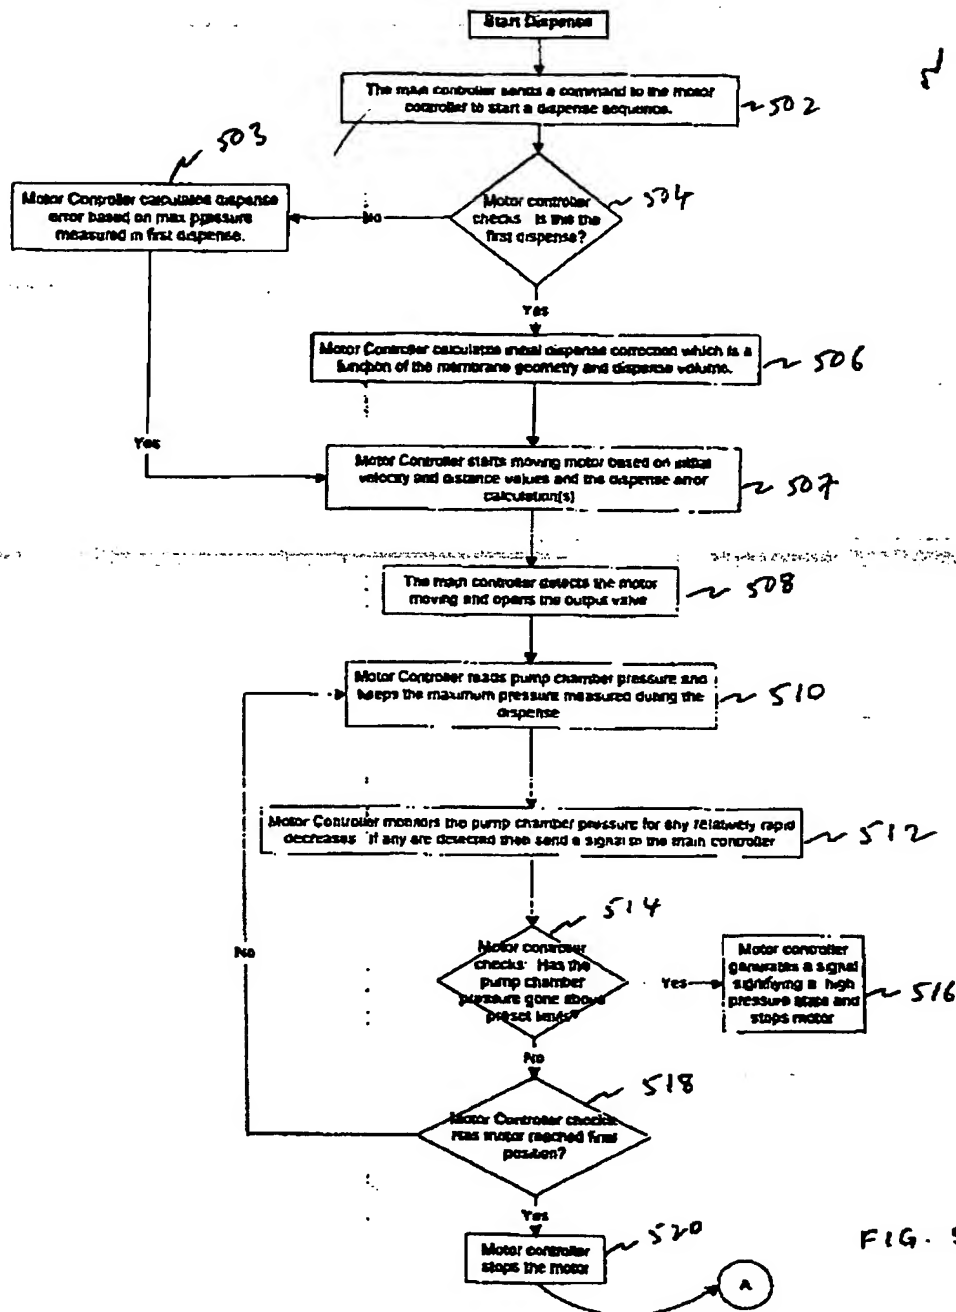 Start Dispense
The main controller sends a command to the motor
controller to start a dispense sequence.
502
503
Motor Controller calculates dispense
error based on max ppressure
measured in first dispense.
No
Motor controller
checks: Is this the
first dispense?
504
Yes
Motor Controller calculates initial dispense correction which is a
function of the membrane geometry and dispense volume.
506
Yes
Motor Controller starts moving motor based on initial
velocity and distance values and the dispense error
calculation(s)
507
The main controller detects the motor
moving and opens the output valve
508
Motor Controller reads pump chamber pressure and
keeps the maximum pressure measured during the
dispense
510
Motor Controller monitors the pump chamber pressure for any relatively rapid
decreases. If any are detected then send a signal to the main controller
512
514
No
Motor controller
checks: Has the
pump chamber
pressure gone above
preset limits?
Yes
Motor controller
generates a signal
signifying a high
pressure state and
stops motor
516
No
518
Motor Controller checks:
Has motor reached final
position?
Yes
Motor controller
stops the motor
520
A
FIG. 5